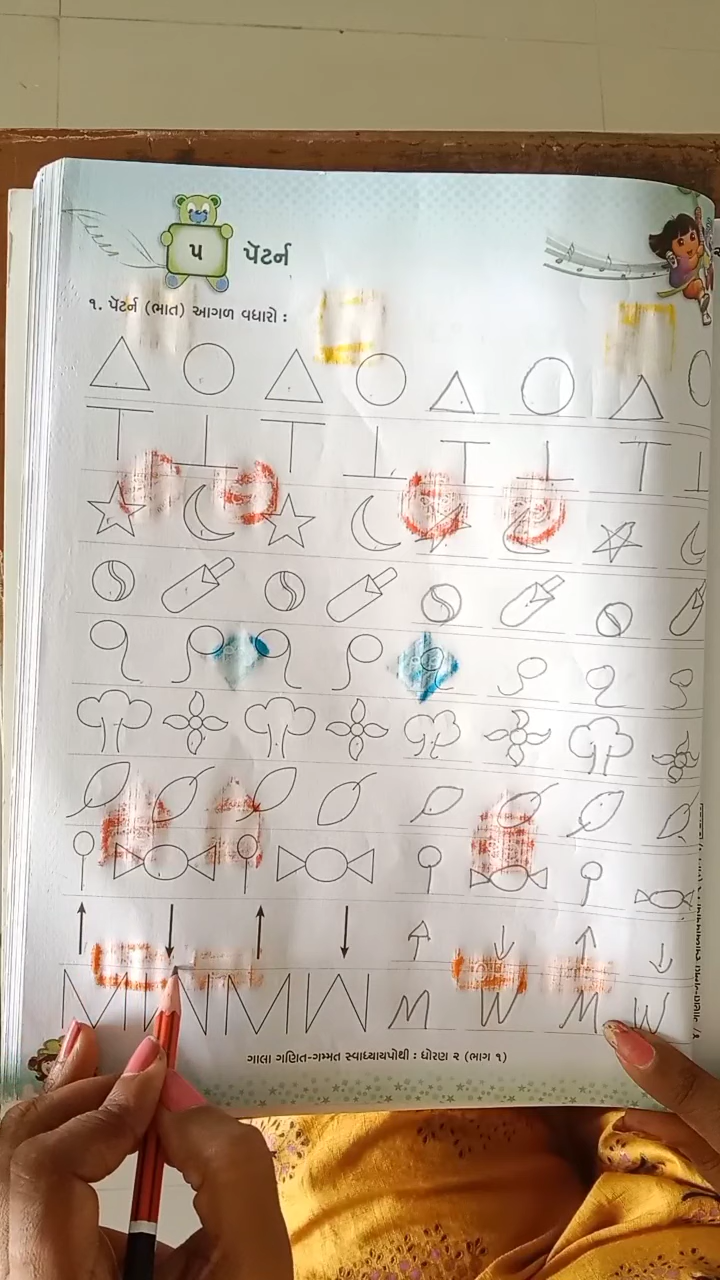 ૫ પેટર્ન
૧. પેટર્ન (ભાત) આગળ વધારો :
T T T T
M W M W M W M W
ગાલા ગણિત-ગમ્મત સ્વાધ્યાયપોથી : ધોરણ ૨ (ભાગ ૧)